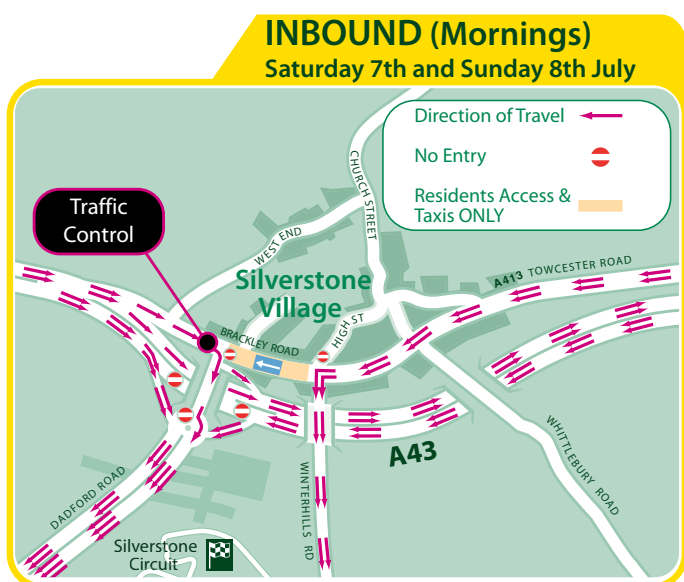 INBOUND (Mornings)
Saturday 7th and Sunday 8th July
Direction of Travel
No Entry
Residents Access &
Taxis ONLY
Traffic
Control
CHURCH STREET
WEST END
A413 TOWCESTER ROAD
Silverstone
Village
HIGH ST
BRACKLEY ROAD
A43
WHITTLEBURY ROAD
DADFORD ROAD
WINTERHILLS RD
Silverstone
Circuit